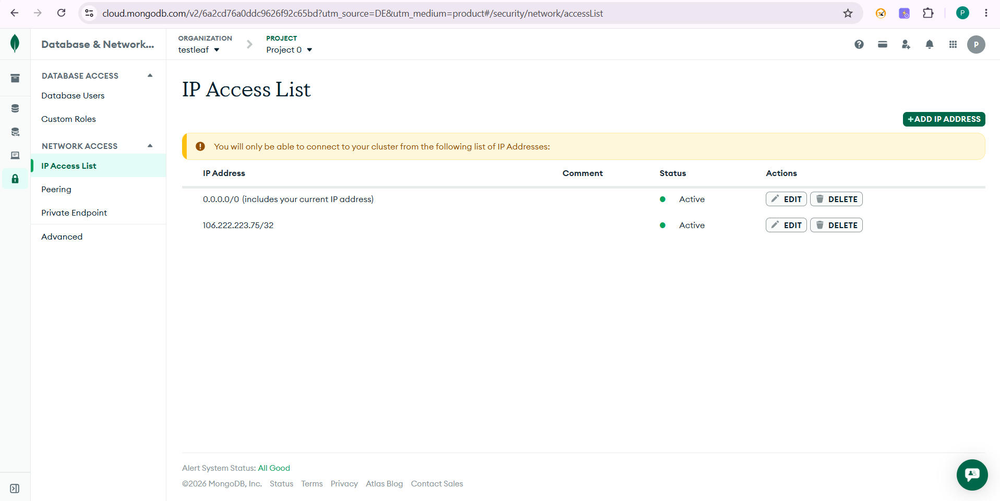 cloud.mongodb.com/v2/6a2cd76a0ddc9626f92c65bd?utm_source=DE&utm_medium=product#/security/network/accessList
P
Database & Network...
ORGANIZATION
testleaf
PROJECT
Project 0
P
DATABASE ACCESS
Database Users
Custom Roles
NETWORK ACCESS
IP Access List
Peering
Private Endpoint
Advanced
IP Access List
+ADD IP ADDRESS
You will only be able to connect to your cluster from the following list of IP Addresses:
IP Address Comment Status Actions
0.0.0.0/0 (includes your current IP address) Active EDIT DELETE
106.222.223.75/32 Active EDIT DELETE
Alert System Status: All Good
©2026 MongoDB, Inc. Status Terms Privacy Atlas Blog Contact Sales